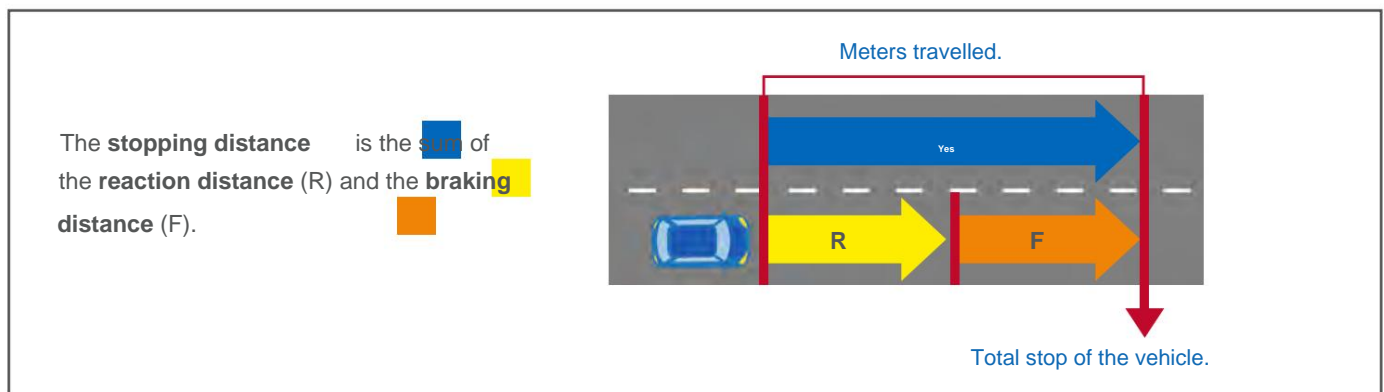 Meters travelled.
The stopping distance is the sum of
the reaction distance (R) and the braking
distance (F).
Yes
R
F
Total stop of the vehicle.